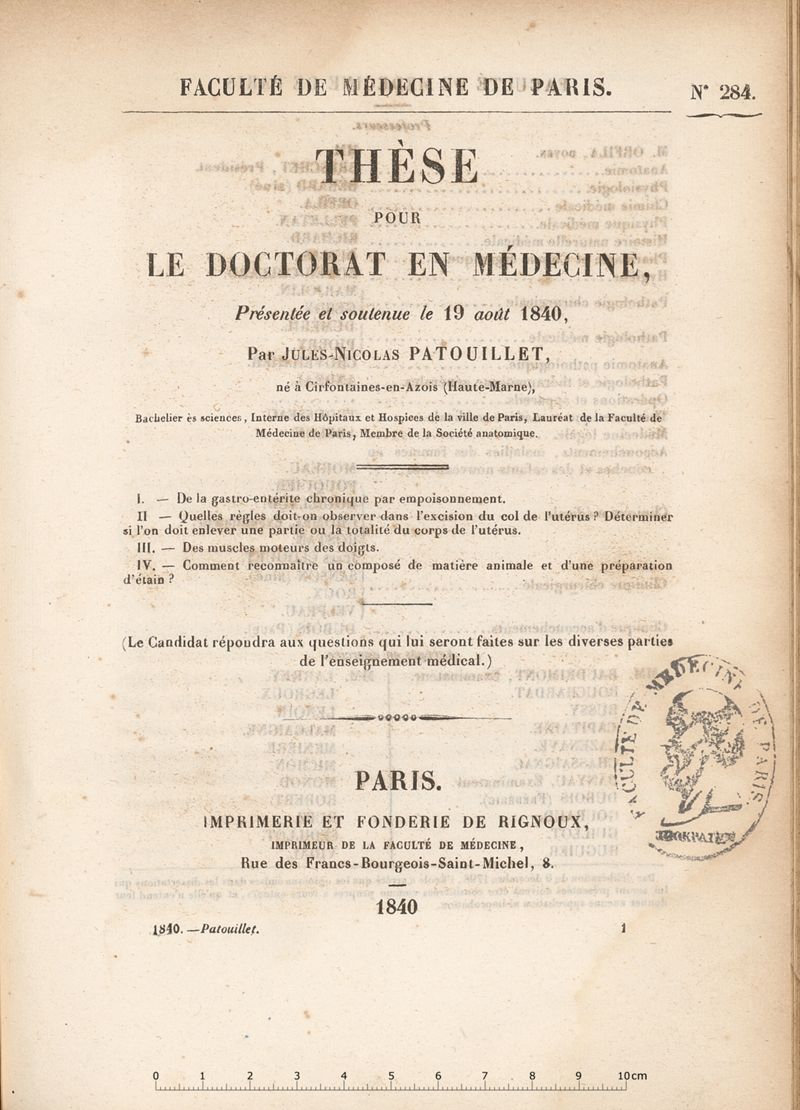 FACULTÉ DE MÉDECINE DE PARIS.
N° 284.
THÈSE
POUR
LE DOCTORAT EN MÉDECINE,
Présentée et soutenue le 19 août 1840,
Par JULES-NICOLAS PATOUILLET,
né à Cirfontaines-en-Azois (Haute-Marne),
Bachelier ès sciences, Interne des Hôpitaux et Hospices de la ville de Paris, Lauréat de la Faculté de
Médecine de Paris, Membre de la Société anatomique.
I. — De la gastro-entérite chronique par empoisonnement.
II — Quelles règles doit-on observer dans l'excision du col de l'utérus? Déterminer
si l'on doit enlever une partie ou la totalité du corps de l'utérus.
III. — Des muscles moteurs des doigts.
IV. — Comment reconnaître un composé de matière animale et d'une préparation
d'étain?
(Le Candidat répondra aux questions qui lui seront faites sur les diverses parties
de l'enseignement médical.)
FACULTE DE MEDECINE DE PARIS.
PARIS.
IMPRIMERIE ET FONDERIE DE RIGNOUX,
IMPRIMEUR DE LA FACULTÉ DE MÉDECINE,
Rue des Francs-Bourgeois-Saint-Michel, 8.
1840
1840. —Patouillet.
1
0 1 2 3 4 5 6 7 8 9 10cm